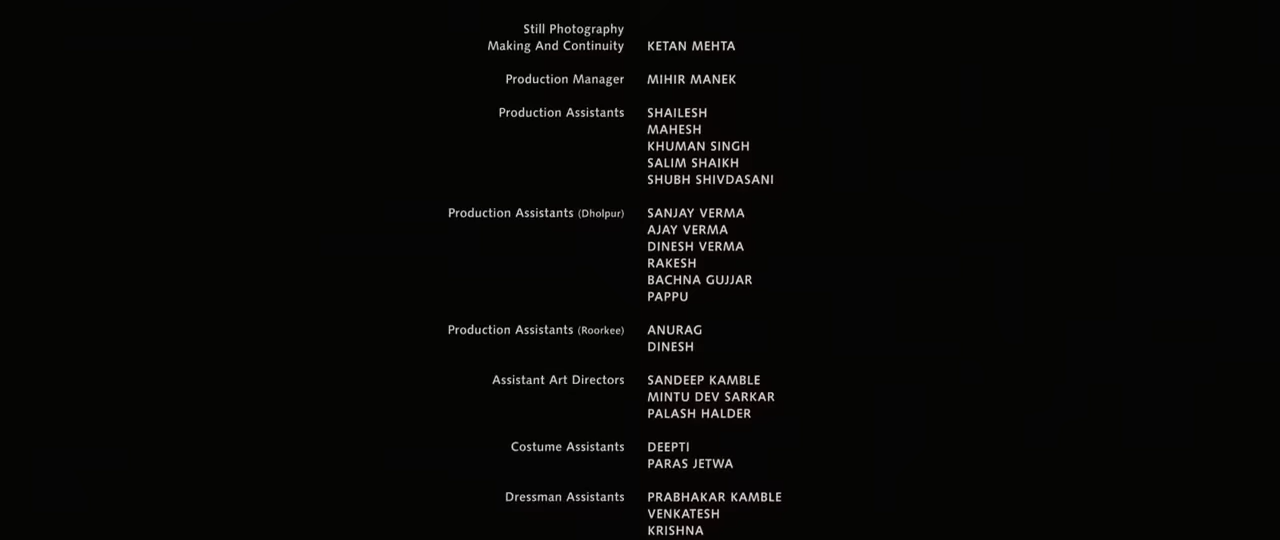 Still Photography
Making And Continuity KETAN MEHTA
Production Manager MIHIR MANEK
Production Assistants SHAILESH
MAHESH
KHUMAN SINGH
SALIM SHAIKH
SHUBH SHIVDASANI
Production Assistants (Dholpur) SANJAY VERMA
AJAY VERMA
DINESH VERMA
RAKESH
BACHNA GUJJAR
PAPPU
Production Assistants (Roorkee) ANURAG
DINESH
Assistant Art Directors SANDEEP KAMBLE
MINTU DEV SARKAR
PALASH HALDER
Costume Assistants DEEPTI
PARAS JETWA
Dressman Assistants PRABHAKAR KAMBLE
VENKATESH
KRISHNA